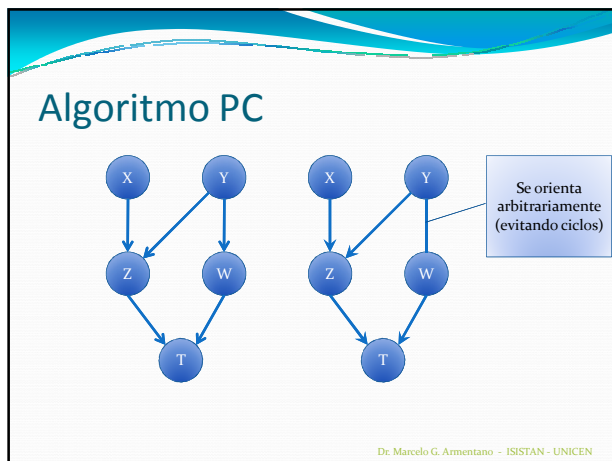 Algoritmo PC
X
Y
X
Y
Se orienta
arbitrariamente
(evitando ciclos)
Z
W
Z
W
T
T
Dr. Marcelo G. Armentano - ISISTAN - UNICEN